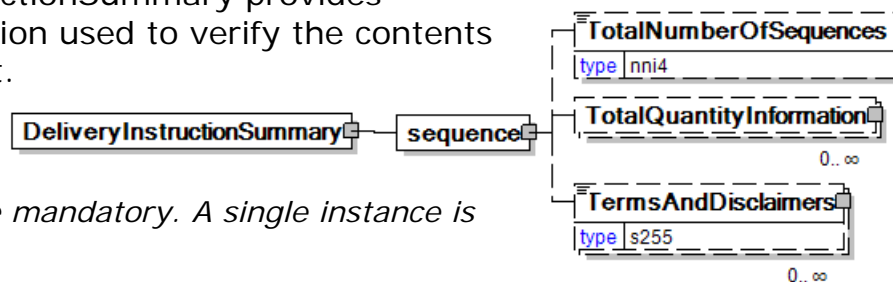 ctionSummary provides
ion used to verify the contents
t.
e mandatory. A single instance is
DeliveryInstructionSummary
sequence
TotalNumberOfSequences
type nni4
TotalQuantityInformation
0.. ∞
TermsAndDisclaimers
type s255
0.. ∞